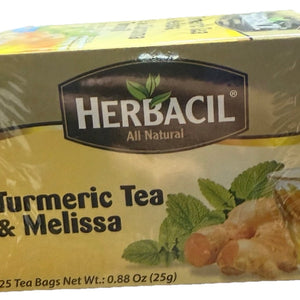 HERBACIL®
All Natural
Turmeric Tea
& Melissa
25 Tea Bags Net Wt.: 0.88 Oz (25g)